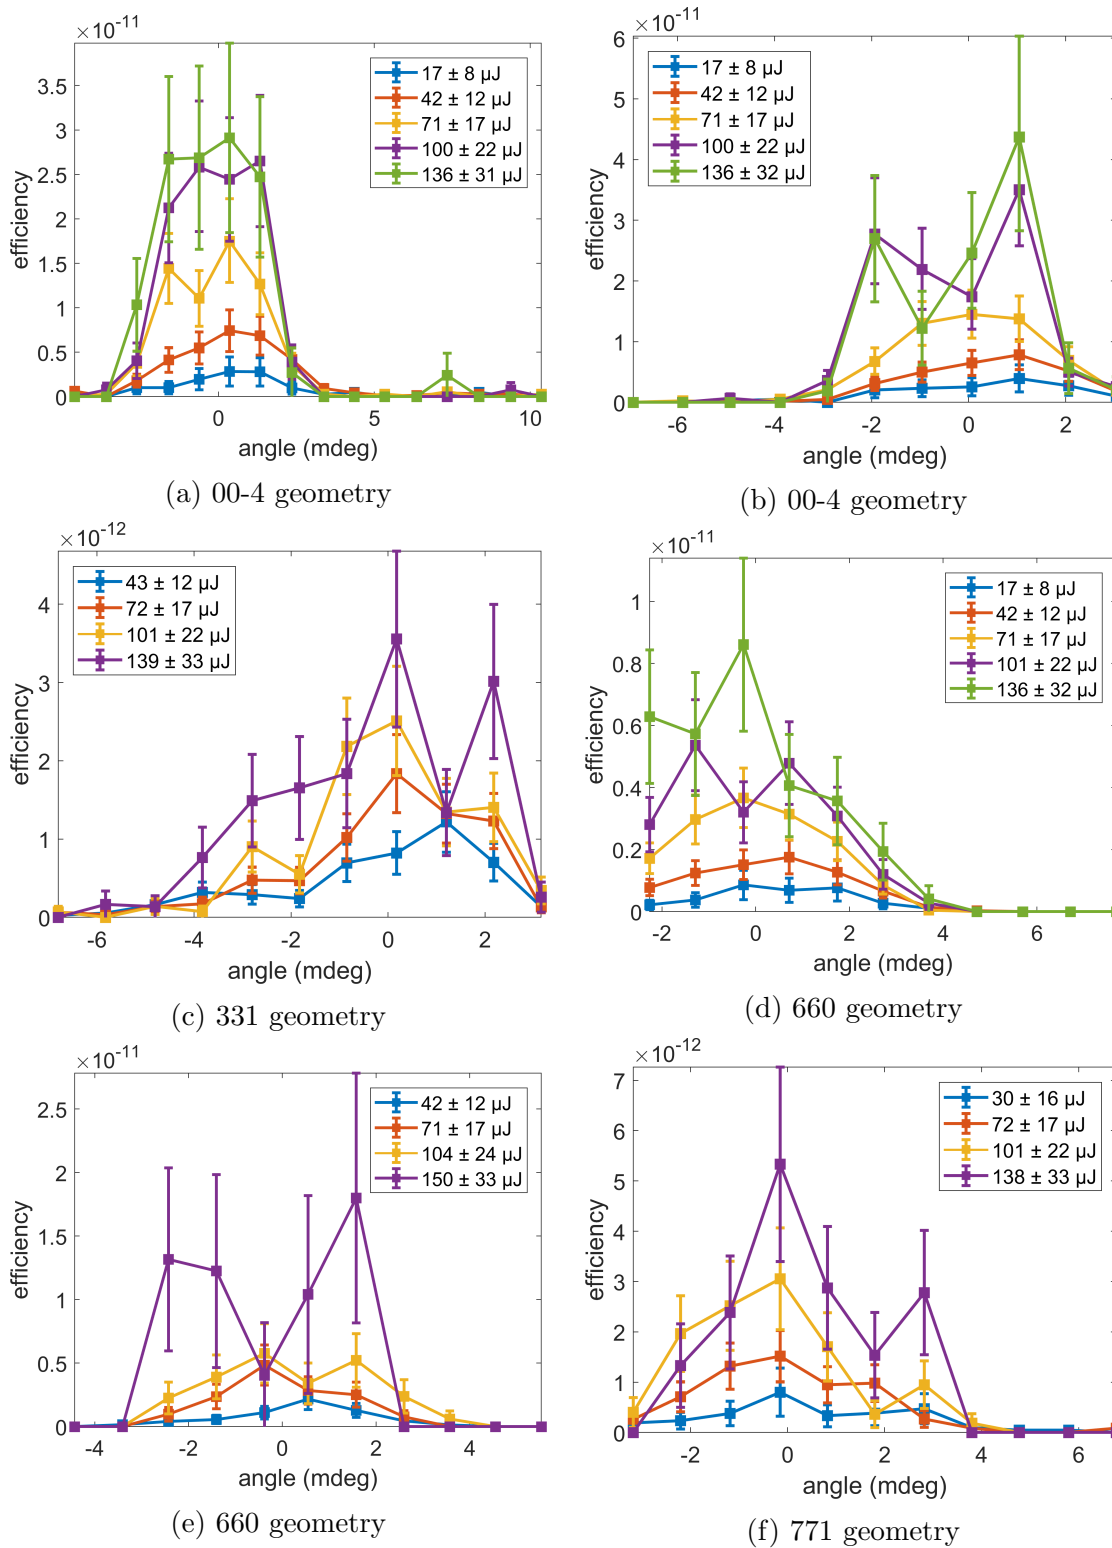 ×10-11
3.5
3
2.5
2
1.5
1
0.5
0
0 5 10
efficiency
angle (mdeg)
17 ± 8 µJ
42 ± 12 µJ
71 ± 17 µJ
100 ± 22 µJ
136 ± 31 µJ
(a) 00-4 geometry
×10-11
6
5
4
3
2
1
0
-6 -4 -2 0 2
efficiency
angle (mdeg)
17 ± 8 µJ
42 ± 12 µJ
71 ± 17 µJ
100 ± 22 µJ
136 ± 32 µJ
(b) 00-4 geometry
×10-12
4
3
2
1
0
-6 -4 -2 0 2
efficiency
angle (mdeg)
43 ± 12 µJ
72 ± 17 µJ
101 ± 22 µJ
139 ± 33 µJ
(c) 331 geometry
×10-11
1
0.8
0.6
0.4
0.2
0
-2 0 2 4 6
efficiency
angle (mdeg)
17 ± 8 µJ
42 ± 12 µJ
71 ± 17 µJ
101 ± 22 µJ
136 ± 32 µJ
(d) 660 geometry
×10-11
2.5
2
1.5
1
0.5
0
-4 -2 0 2 4
efficiency
angle (mdeg)
42 ± 12 µJ
71 ± 17 µJ
104 ± 24 µJ
150 ± 33 µJ
(e) 660 geometry
×10-12
7
6
5
4
3
2
1
0
-2 0 2 4 6
efficiency
angle (mdeg)
30 ± 16 µJ
72 ± 17 µJ
101 ± 22 µJ
138 ± 33 µJ
(f) 771 geometry